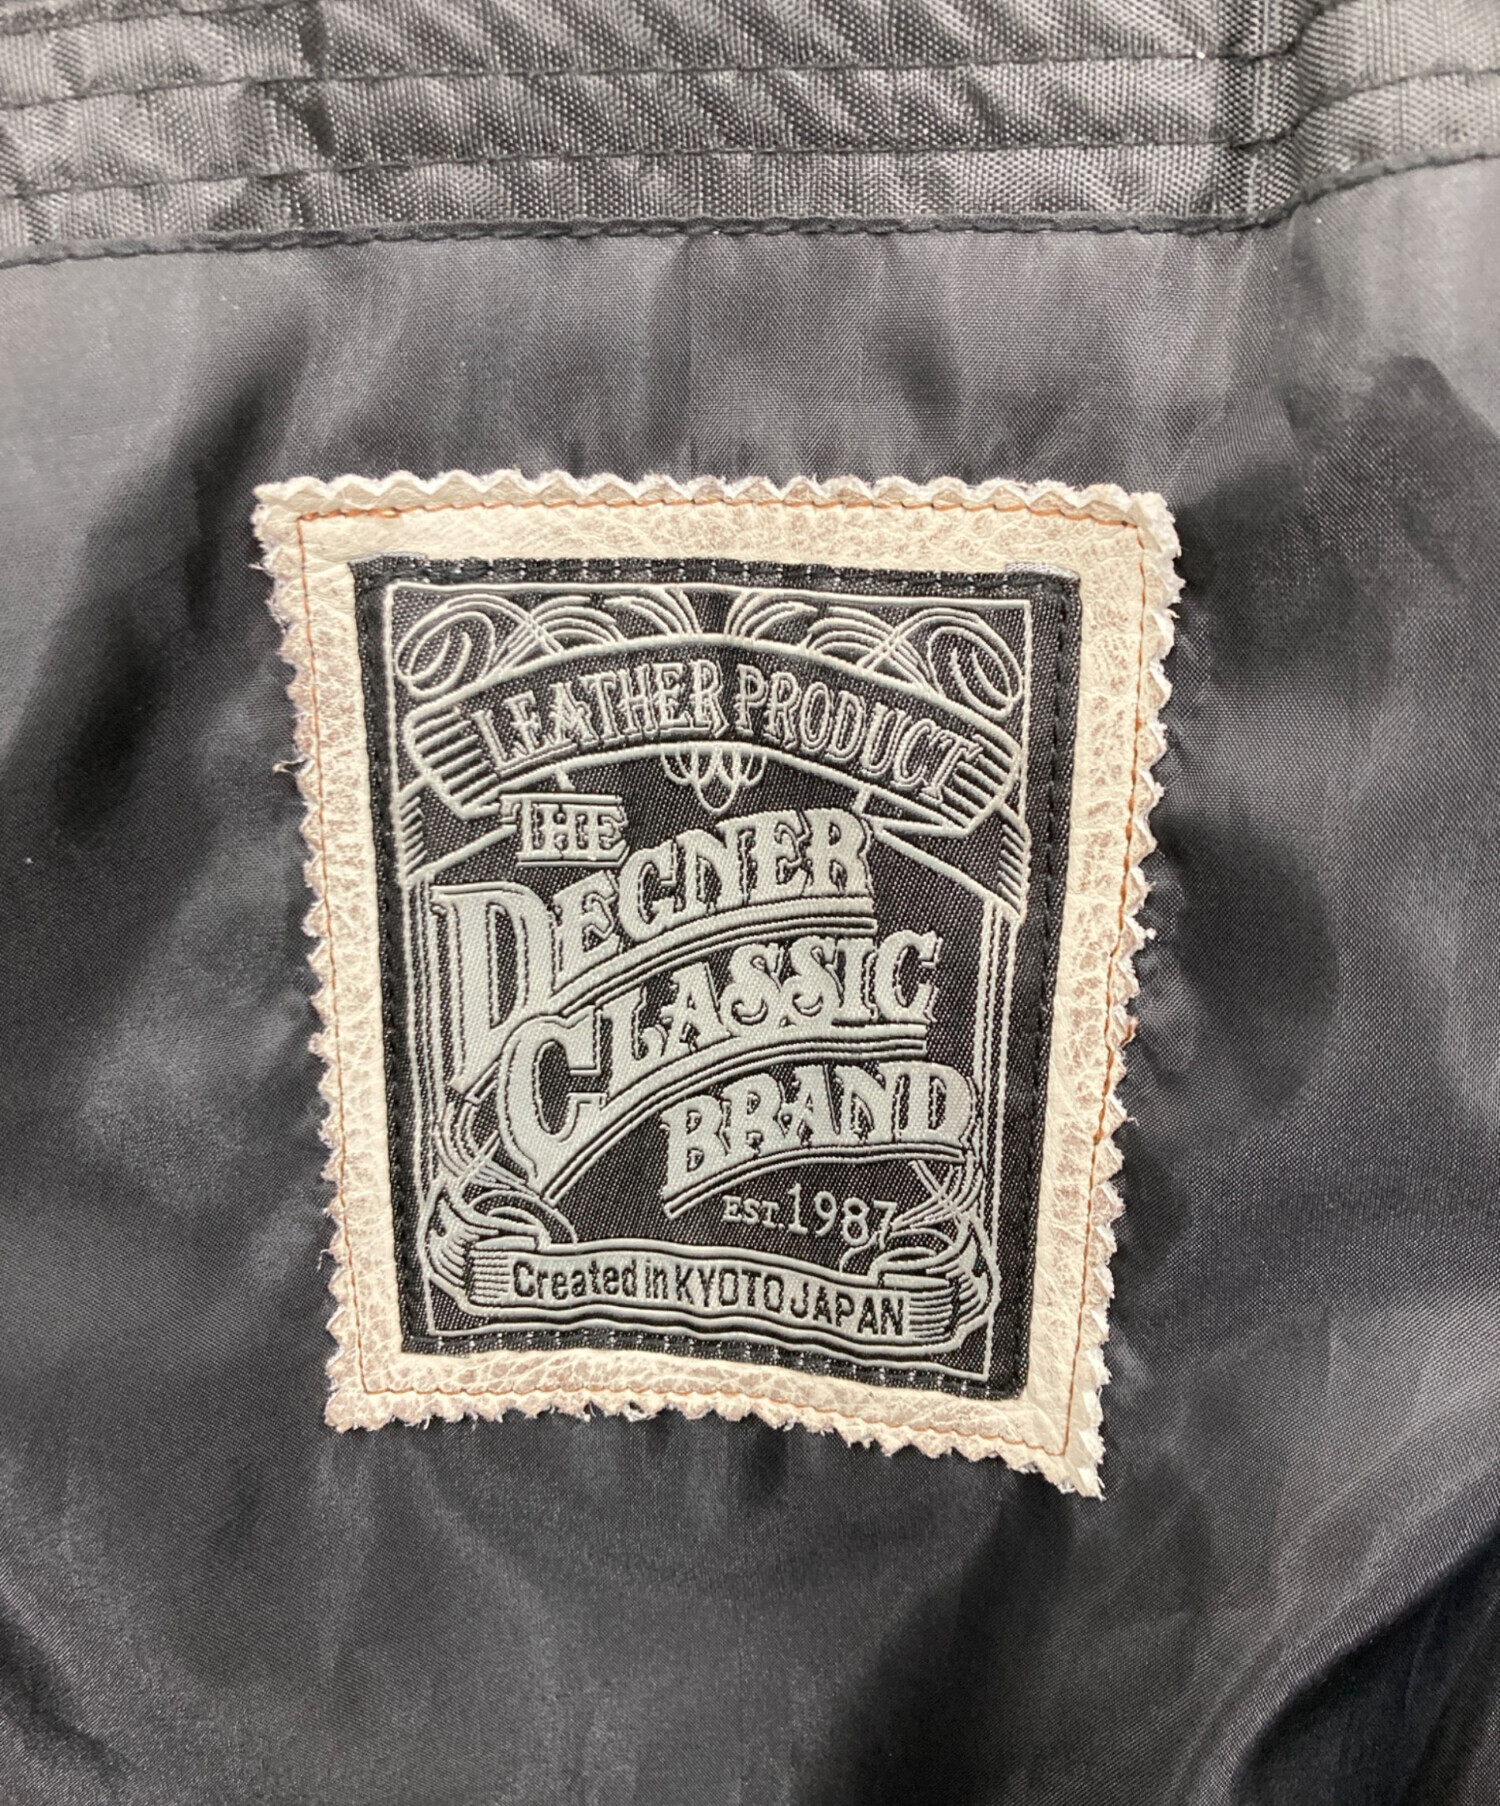 LEATHER PRODUCT
THE
DEGNER
CLASSIC
BRAND
EST.1987
Created in KYOTO JAPAN